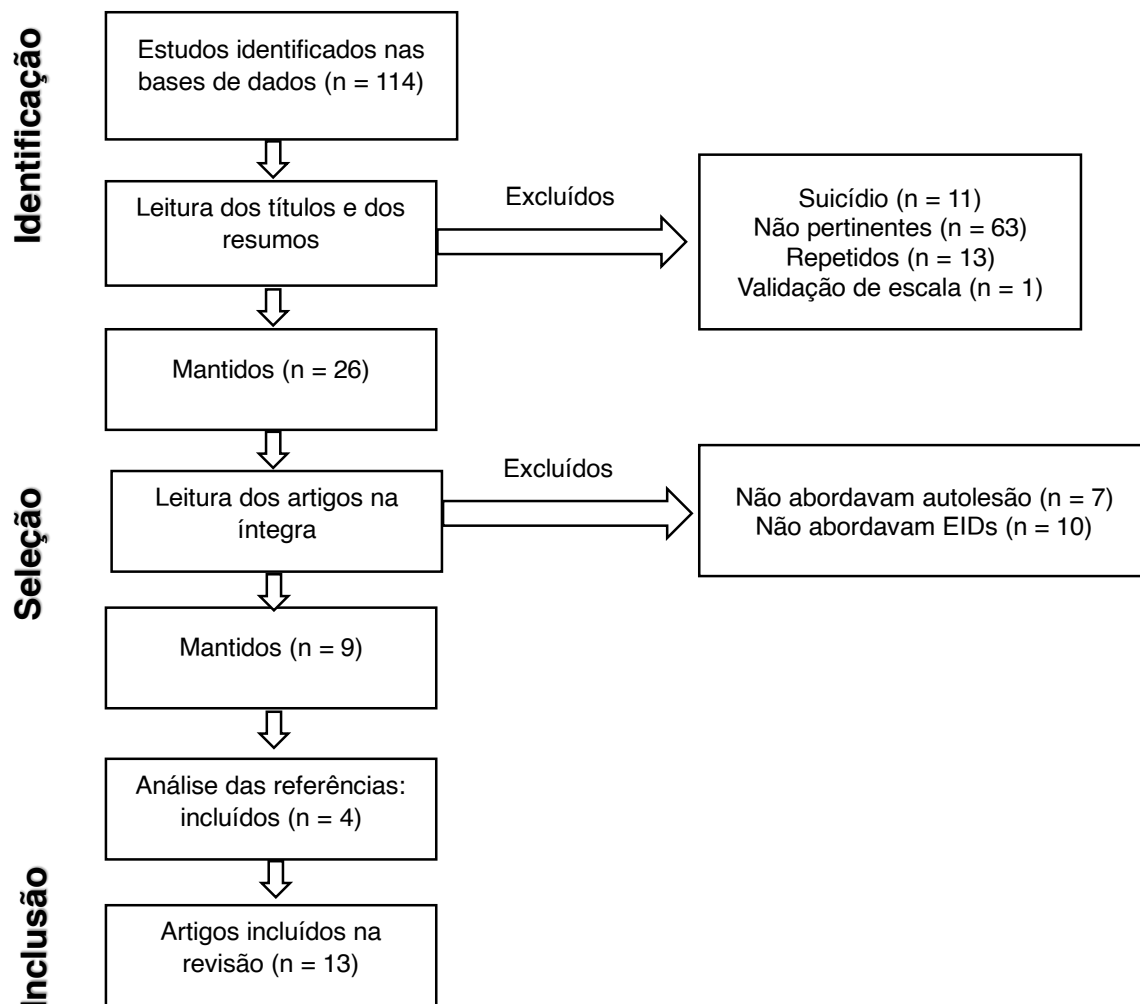 Identificação
Estudos identificados nas
bases de dados (n = 114)
Leitura dos títulos e dos
resumos
Excluídos
Suicídio (n = 11)
Não pertinentes (n = 63)
Repetidos (n = 13)
Validação de escala (n = 1)
Mantidos (n = 26)
Seleção
Leitura dos artigos na
íntegra
Excluídos
Não abordavam autolesão (n = 7)
Não abordavam EIDs (n = 10)
Mantidos (n = 9)
Análise das referências:
incluídos (n = 4)
Inclusão
Artigos incluídos na
revisão (n = 13)